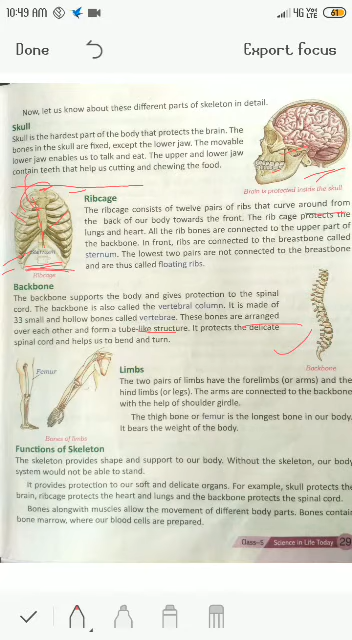 10:49 AM
4G VoLTE 61
Done
Export focus
Now, let us know about these different parts of skeleton in detail.
Skull
Skull is the hardest part of the body that protects the brain. The
bones in the skull are fixed, except the lower jaw. The movable
lower jaw enables us to talk and eat. The upper and lower jaw
contain teeth that help us cutting and chewing the food.
Brain is protected inside the skull
Ribcage
The ribcage consists of twelve pairs of ribs that curve around from
the back of our body towards the front. The rib cage protects the
lungs and heart. All the rib bones are connected to the upper part of
the backbone. In front, ribs are connected to the breastbone called
sternum. The lowest two pairs are not connected to the breastbone
and are thus called floating ribs.
Sternum
Ribcage
Backbone
The backbone supports the body and gives protection to the spinal
cord. The backbone is also called the vertebral column. It is made of
33 small and hollow bones called vertebrae. These bones are arranged
over each other and form a tube-like structure. It protects the delicate
spinal cord and helps us to bend and turn.
Backbone
Femur
Bones of limbs
Limbs
The two pairs of limbs have the forelimbs (or arms) and the
hind limbs (or legs). The arms are connected to the backbone
with the help of shoulder girdle.
The thigh bone or femur is the longest bone in our body.
It bears the weight of the body.
Functions of Skeleton
The skeleton provides shape and support to our body. Without the skeleton, our body
system would not be able to stand.
It provides protection to our soft and delicate organs. For example, skull protects the
brain, ribcage protects the heart and lungs and the backbone protects the spinal cord.
Bones alongwith muscles allow the movement of different body parts. Bones contain
bone marrow, where our blood cells are prepared.
Class-5 Science in Life Today 29